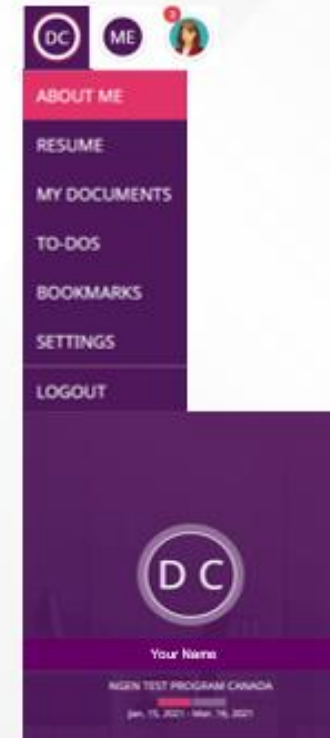 DC ME 2
ABOUT ME
RESUME
MY DOCUMENTS
TO-DOS
BOOKMARKS
SETTINGS
LOGOUT
D C
Your Name
NGEN TEST PROGRAM CANADA
Jan. 15, 2021 - Mar. 16, 2021